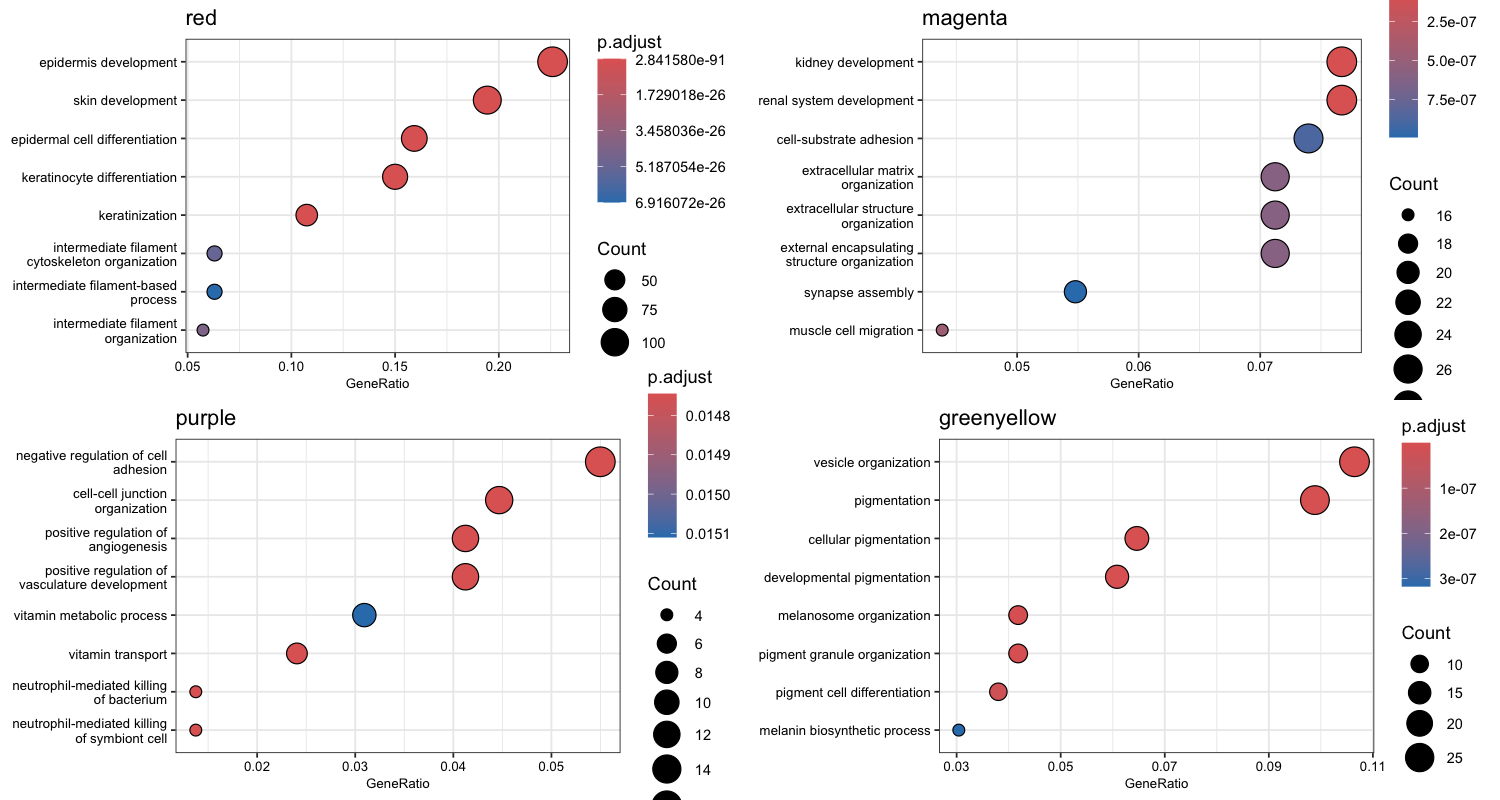 red
epidermis development
skin development
epidermal cell differentiation
keratinocyte differentiation
keratinization
intermediate filament
cytoskeleton organization
intermediate filament-based
process
intermediate filament
organization
0.05
0.10
0.15
0.20
GeneRatio
p.adjust
2.841580e-91
1.729018e-26
3.458036e-26
5.187054e-26
6.916072e-26
Count
50
75
100
magenta
kidney development
renal system development
cell-substrate adhesion
extracellular matrix
organization
extracellular structure
organization
external encapsulating
structure organization
synapse assembly
muscle cell migration
0.05
0.06
0.07
GeneRatio
2.5e-07
5.0e-07
7.5e-07
Count
16
18
20
22
24
26
purple
negative regulation of cell
adhesion
cell-cell junction
organization
positive regulation of
angiogenesis
positive regulation of
vasculature development
vitamin metabolic process
vitamin transport
neutrophil-mediated killing
of bacterium
neutrophil-mediated killing
of symbiont cell
0.02
0.03
0.04
0.05
GeneRatio
p.adjust
0.0148
0.0149
0.0150
0.0151
Count
4
6
8
10
12
14
greenyellow
vesicle organization
pigmentation
cellular pigmentation
developmental pigmentation
melanosome organization
pigment granule organization
pigment cell differentiation
melanin biosynthetic process
0.03
0.05
0.07
0.09
0.11
GeneRatio
p.adjust
1e-07
2e-07
3e-07
Count
10
15
20
25